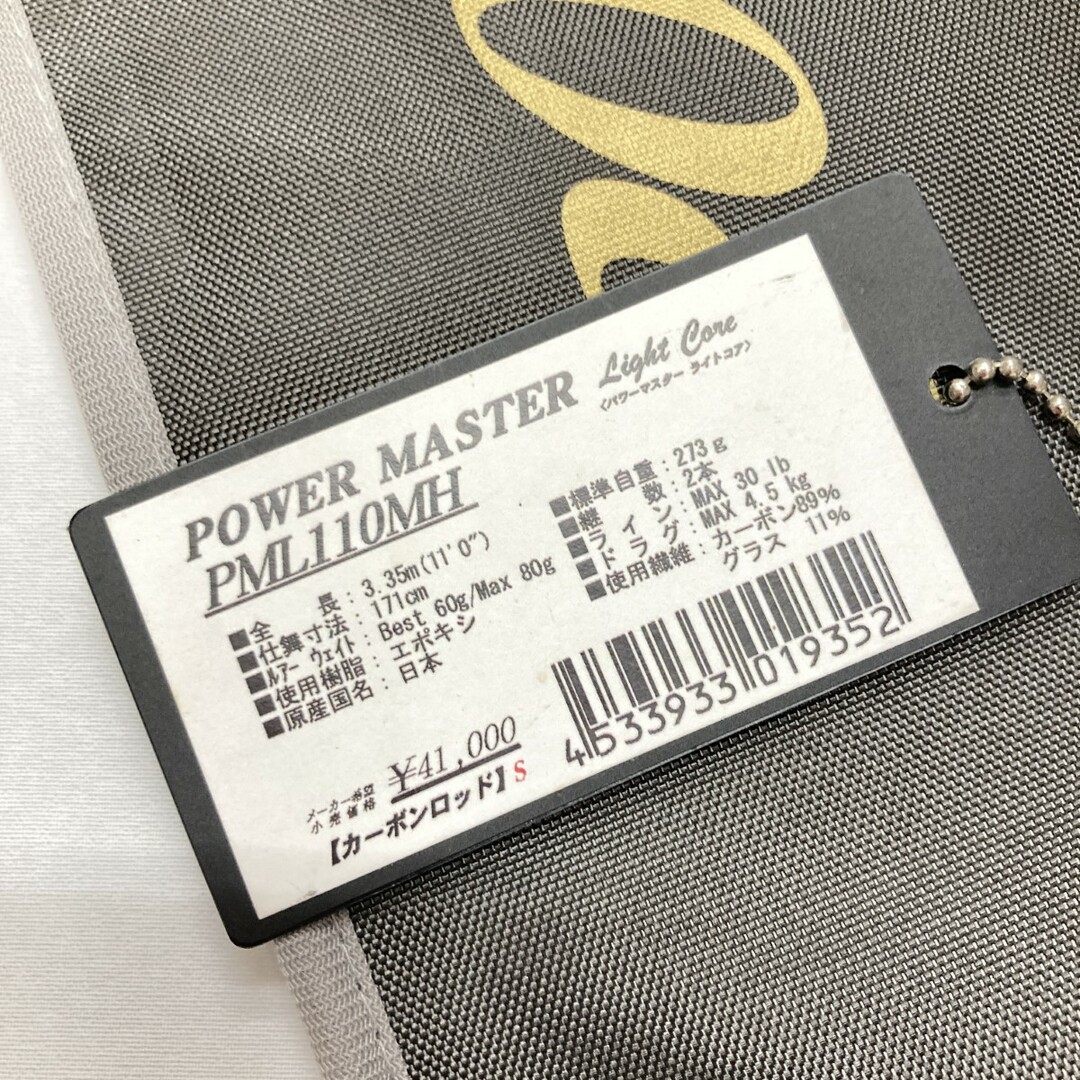 POWER MASTER Light Core
〈パワーマスター ライトコア〉
PML110MH
■全長：3.35m(11'0")
■仕舞寸法：171cm
■ルアーウェイト：Best 60g/Max 80g
■使用樹脂：エポキシ
■原産国名：日本
■標準自重：273g
■継数：2本
■ライン：MAX 30 lb
■ドラグ：MAX 4.5 kg
■使用繊維：カーボン89%
グラス 11%
メーカー希望
小売価格 ¥41,000
【カーボンロッド】S
4533933019352